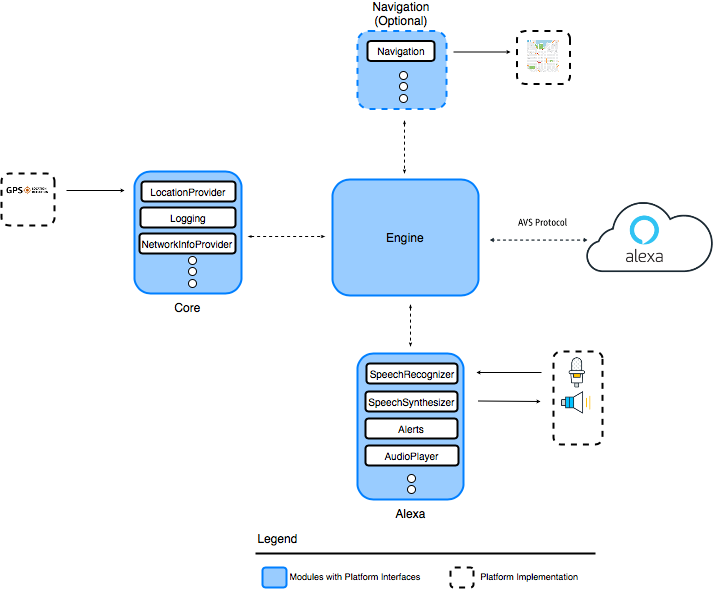 Navigation
(Optional)
Navigation
GPS
LocationProvider
Logging
NetworkInfoProvider
Core
Engine
AVS Protocol
alexa
SpeechRecognizer
SpeechSynthesizer
Alerts
AudioPlayer
Alexa
Legend
Modules with Platform Interfaces
Platform Implementation